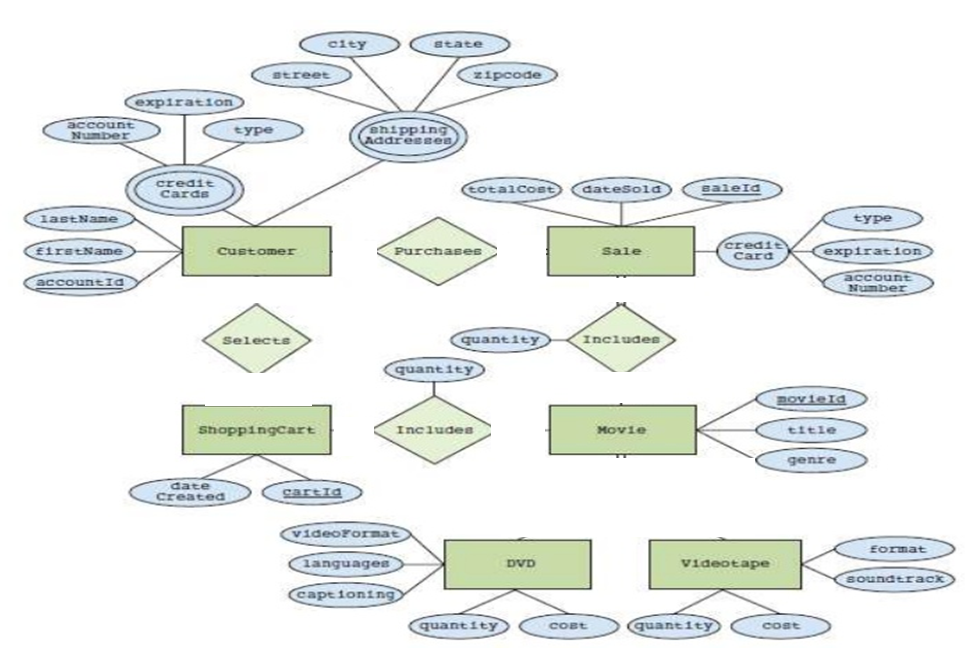 city
state
street
zipcode
expiration
account
Number
type
shipping
Addresses
credit
Cards
totalCost
dateSold
saleId
lastName
firstName
accountId
Customer
Purchases
Sale
credit
Card
type
expiration
account
Number
Selects
quantity
Includes
quantity
ShoppingCart
Includes
Movie
movieId
title
genre
date
Created
cartId
videoFormat
languages
captioning
DVD
Videotape
format
soundtrack
quantity
cost
quantity
cost